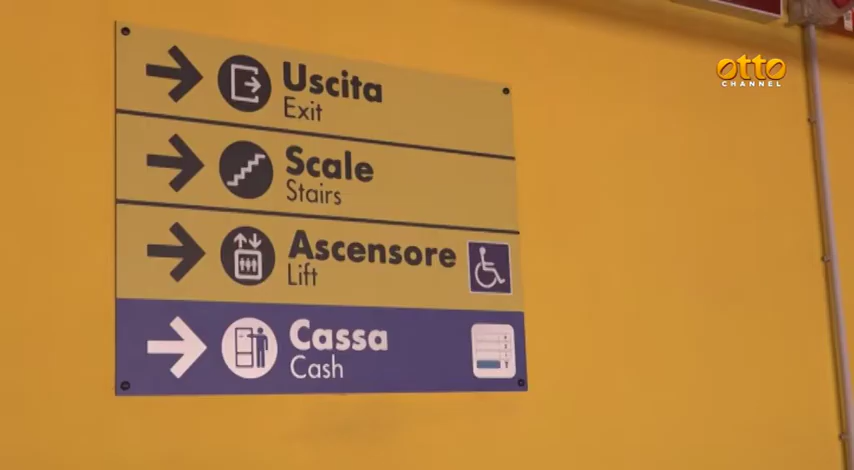 Uscita
Exit
Scale
Stairs
Ascensore
Lift
Cassa
Cash
otto
CHANNEL